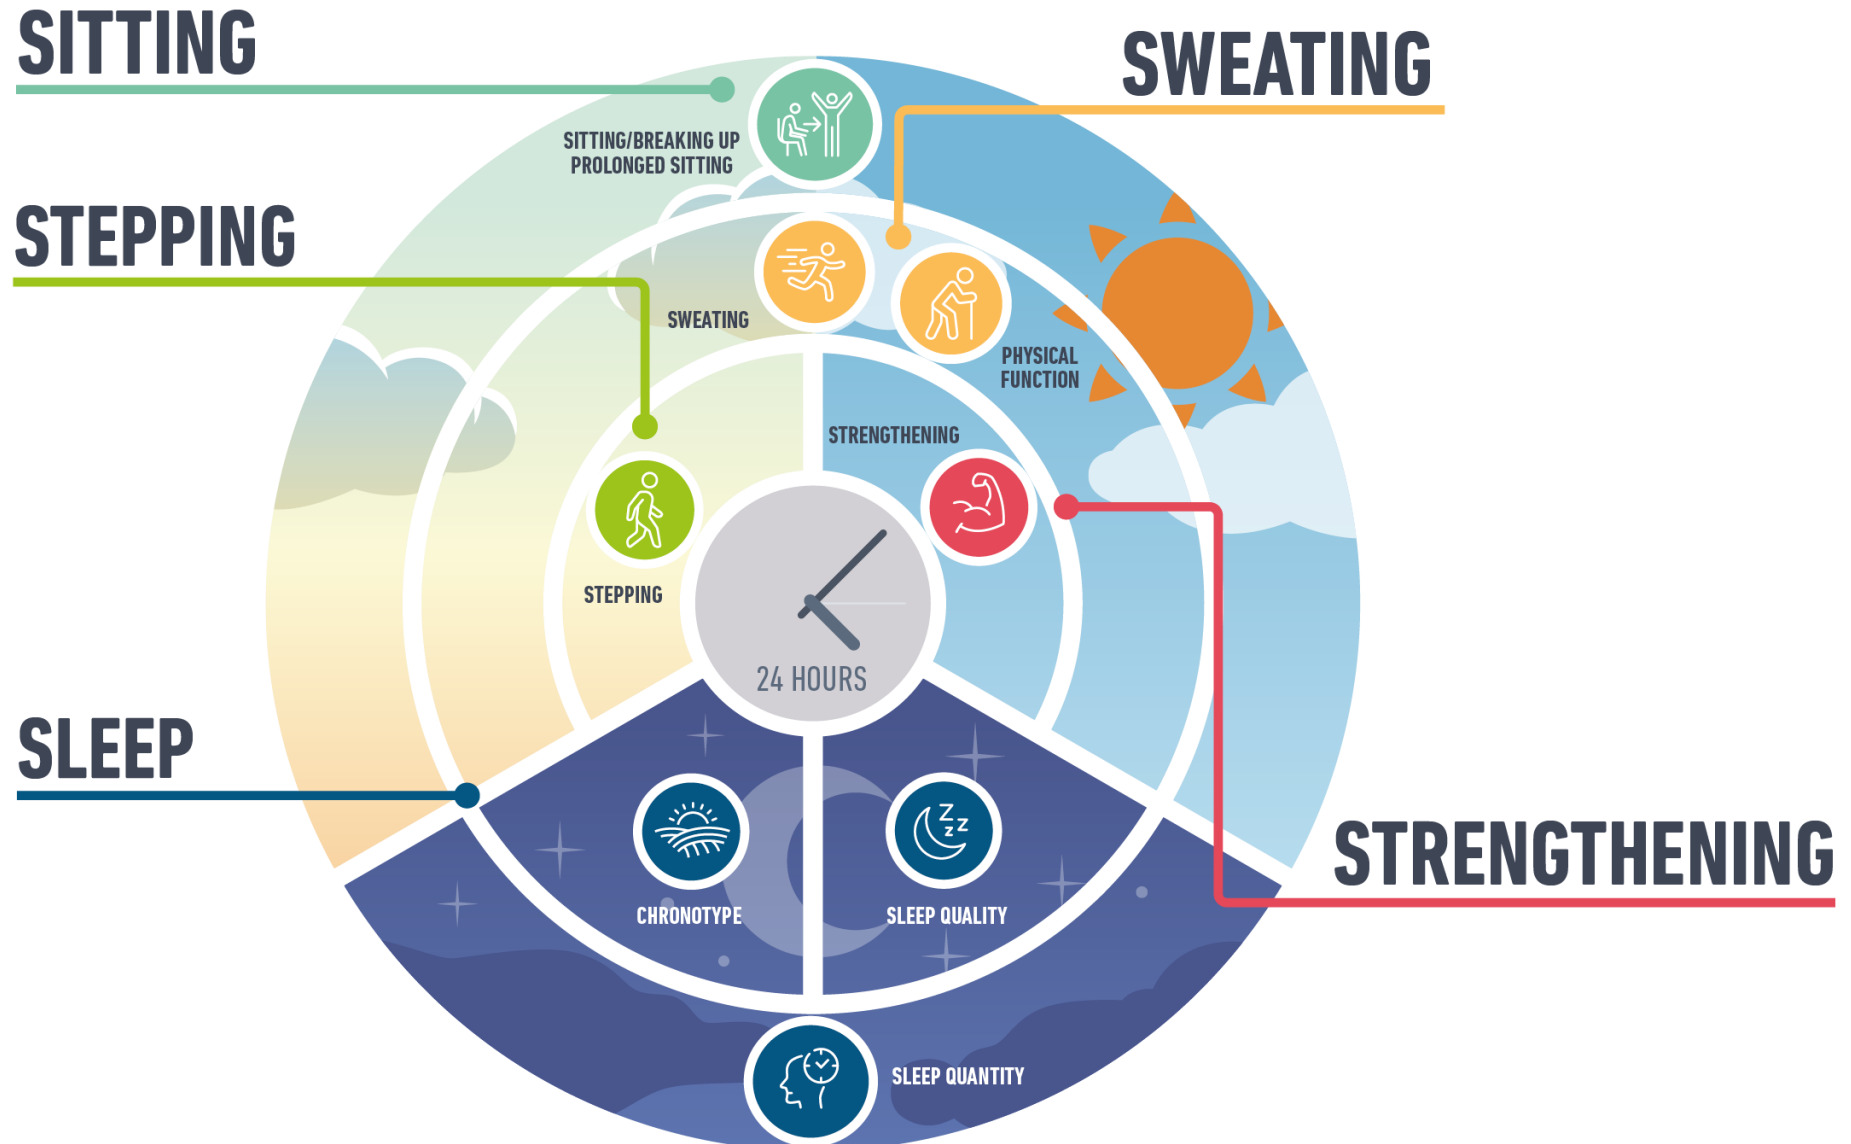 SITTING
SWEATING
SITTING/BREAKING UP
PROLONGED SITTING
STEPPING
SWEATING
PHYSICAL
FUNCTION
STRENGTHENING
STEPPING
24 HOURS
SLEEP
STRENGTHENING
CHRONOTYPE
SLEEP QUALITY
SLEEP QUANTITY
Z
Z
Z